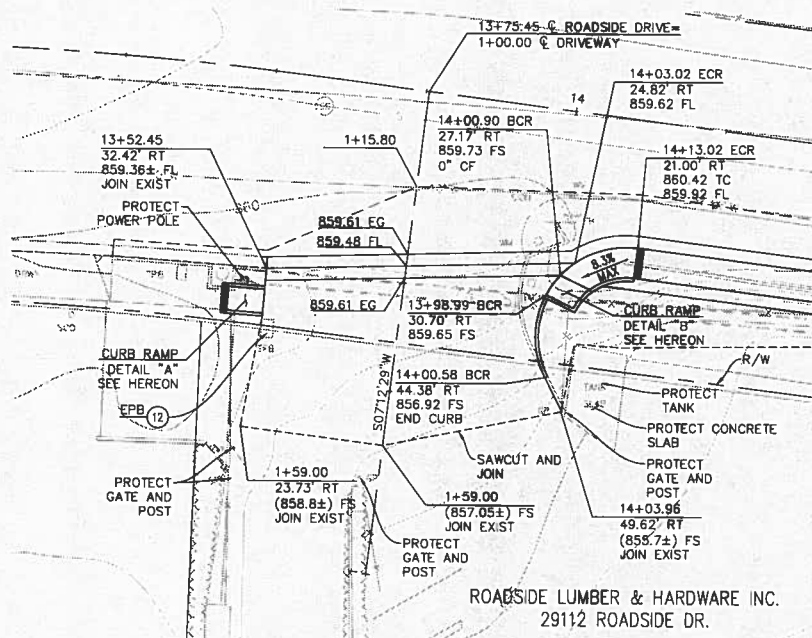 13+75.45 ℄ ROADSIDE DRIVE=
1+00.00 ℄ DRIVEWAY
14+03.02 ECR
24.82' RT
859.62 FL
14
14+00.90 BCR
27.17' RT
859.73 FS
0" CF
13+52.45
32.42' RT
859.36± FL
JOIN EXIST
1+15.80
14+13.02 ECR
21.00' RT
860.42 TC
859.92 FL
PROTECT
POWER POLE
860
859.61 EG
859.48 FL
8.3%
MAX
859.61 EG
13+98.99 BCR
30.70' RT
859.65 FS
CURB RAMP
DETAIL "B"
SEE HEREON
CURB RAMP
DETAIL "A"
SEE HEREON
R/W
S07°12'29"W
14+00.58 BCR
44.38' RT
856.92 FS
END CURB
EPB 12
TANK
SLAB
PROTECT
TANK
PROTECT CONCRETE
SLAB
PROTECT
GATE AND
POST
SAWCUT AND
JOIN
PROTECT
GATE AND
POST
1+59.00
23.73' RT
(858.8±) FS
JOIN EXIST
1+59.00
(857.05±) FS
JOIN EXIST
14+03.96
49.62' RT
(855.7±) FS
JOIN EXIST
PROTECT
GATE AND
POST
ROADSIDE LUMBER & HARDWARE INC.
29112 ROADSIDE DR.